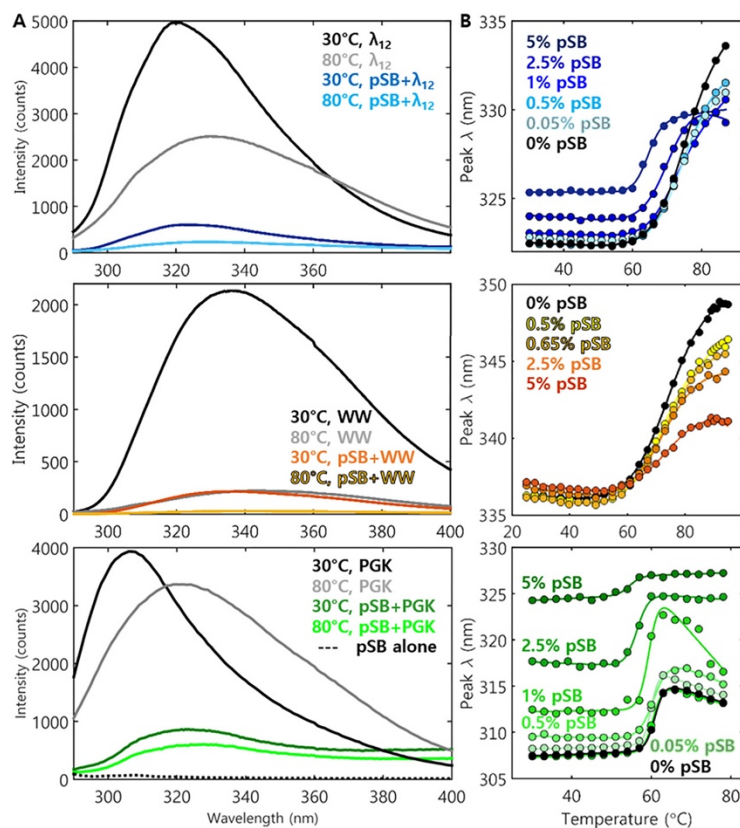 A
Intensity (counts)
5000
4000
3000
2000
1000
0
30°C, λ₁₂
80°C, λ₁₂
30°C, pSB+λ₁₂
80°C, pSB+λ₁₂
300 320 340 360
B
Peak λ (nm)
330
325
5% pSB
2.5% pSB
1% pSB
0.5% pSB
0.05% pSB
0% pSB
40 60 80
Intensity (counts)
2000
1500
1000
500
0
30°C, WW
80°C, WW
30°C, pSB+WW
80°C, pSB+WW
300 320 340 360 380 400
Peak λ (nm)
350
345
340
335
0% pSB
0.5% pSB
0.65% pSB
2.5% pSB
5% pSB
20 40 60 80
Intensity (counts)
4000
3000
2000
1000
0
30°C, PGK
80°C, PGK
30°C, pSB+PGK
80°C, pSB+PGK
pSB alone
300 320 340 360 380 400
Wavelength (nm)
Peak λ (nm)
330
325
320
315
310
305
5% pSB
2.5% pSB
1% pSB
0.5% pSB
0.05% pSB
0% pSB
40 60 80
Temperature (°C)